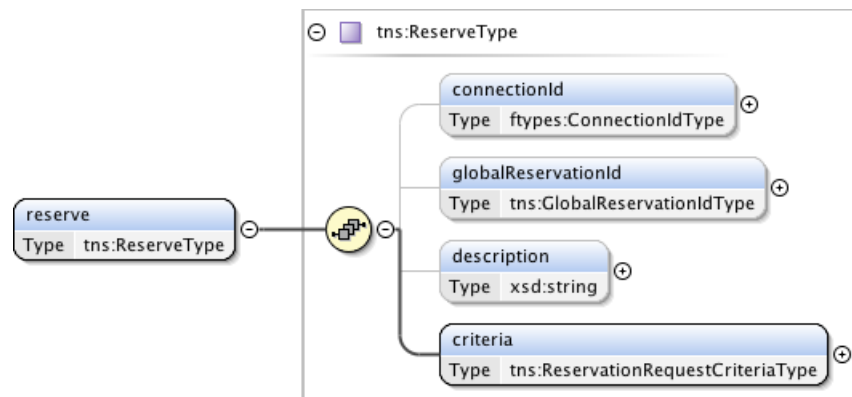 tns:ReserveType
connectionId
Type ftypes:ConnectionIdType
globalReservationId
Type tns:GlobalReservationIdType
reserve
Type tns:ReserveType
description
Type xsd:string
criteria
Type tns:ReservationRequestCriteriaType